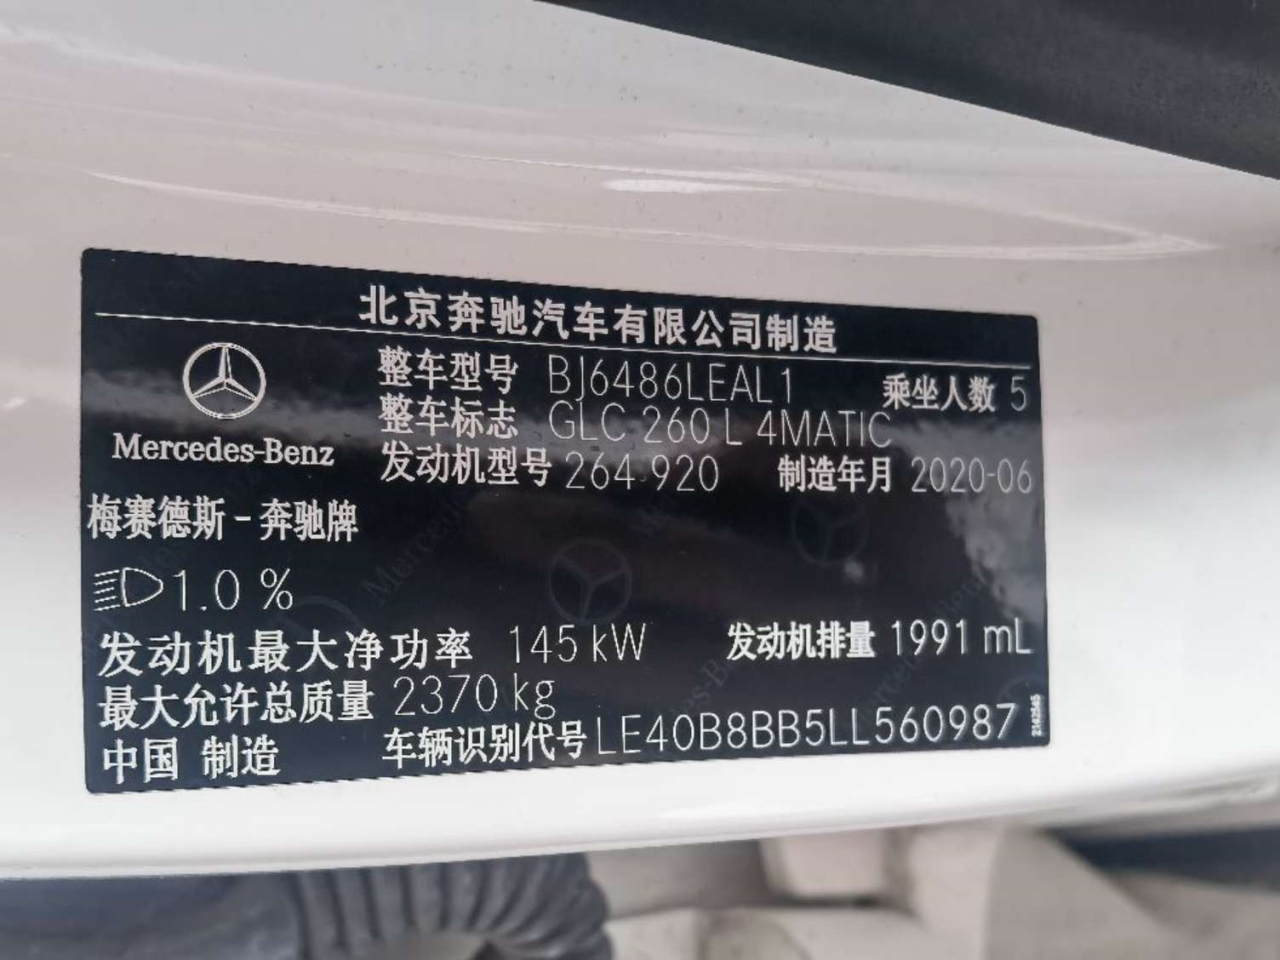 北京奔驰汽车有限公司制造
整车型号 BJ6486LEAL1 乘坐人数 5
整车标志 GLC 260 L 4MATIC
Mercedes-Benz
发动机型号 264 920 制造年月 2020-06
梅赛德斯-奔驰牌
1.0 %
发动机最大净功率 145 kW 发动机排量 1991 mL
最大允许总质量 2370 kg
中国 制造 车辆识别代号 LE40B8BB5LL560987